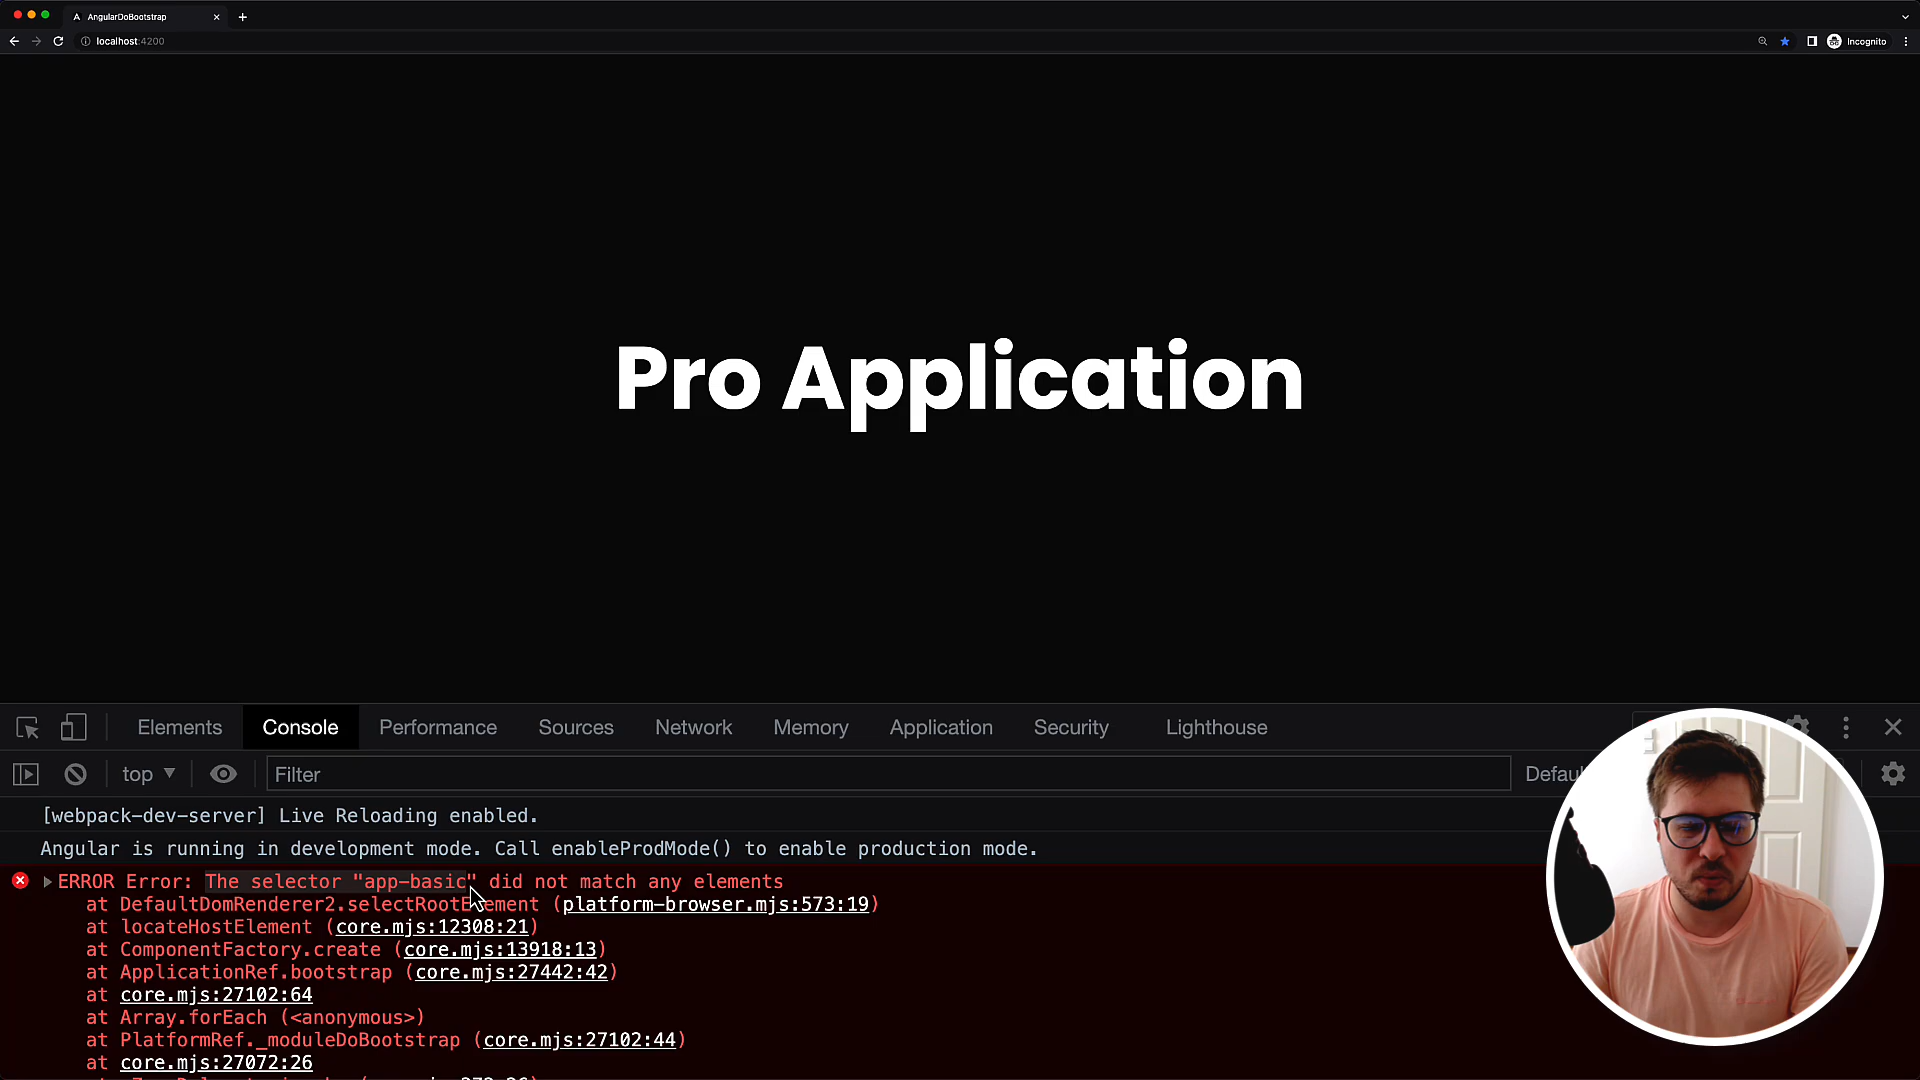 AngularDoBootstrap
localhost:4200
Incognito
Pro Application
Elements Console Performance Sources Network Memory Application Security Lighthouse
top Filter Defau
[webpack-dev-server] Live Reloading enabled.
Angular is running in development mode. Call enableProdMode() to enable production mode.
ERROR Error: The selector "app-basic" did not match any elements
at DefaultDomRenderer2.selectRootElement (platform-browser.mjs:573:19)
at locateHostElement (core.mjs:12308:21)
at ComponentFactory.create (core.mjs:13918:13)
at ApplicationRef.bootstrap (core.mjs:27442:42)
at core.mjs:27102:64
at Array.forEach (<anonymous>)
at PlatformRef._moduleDoBootstrap (core.mjs:27102:44)
at core.mjs:27072:26